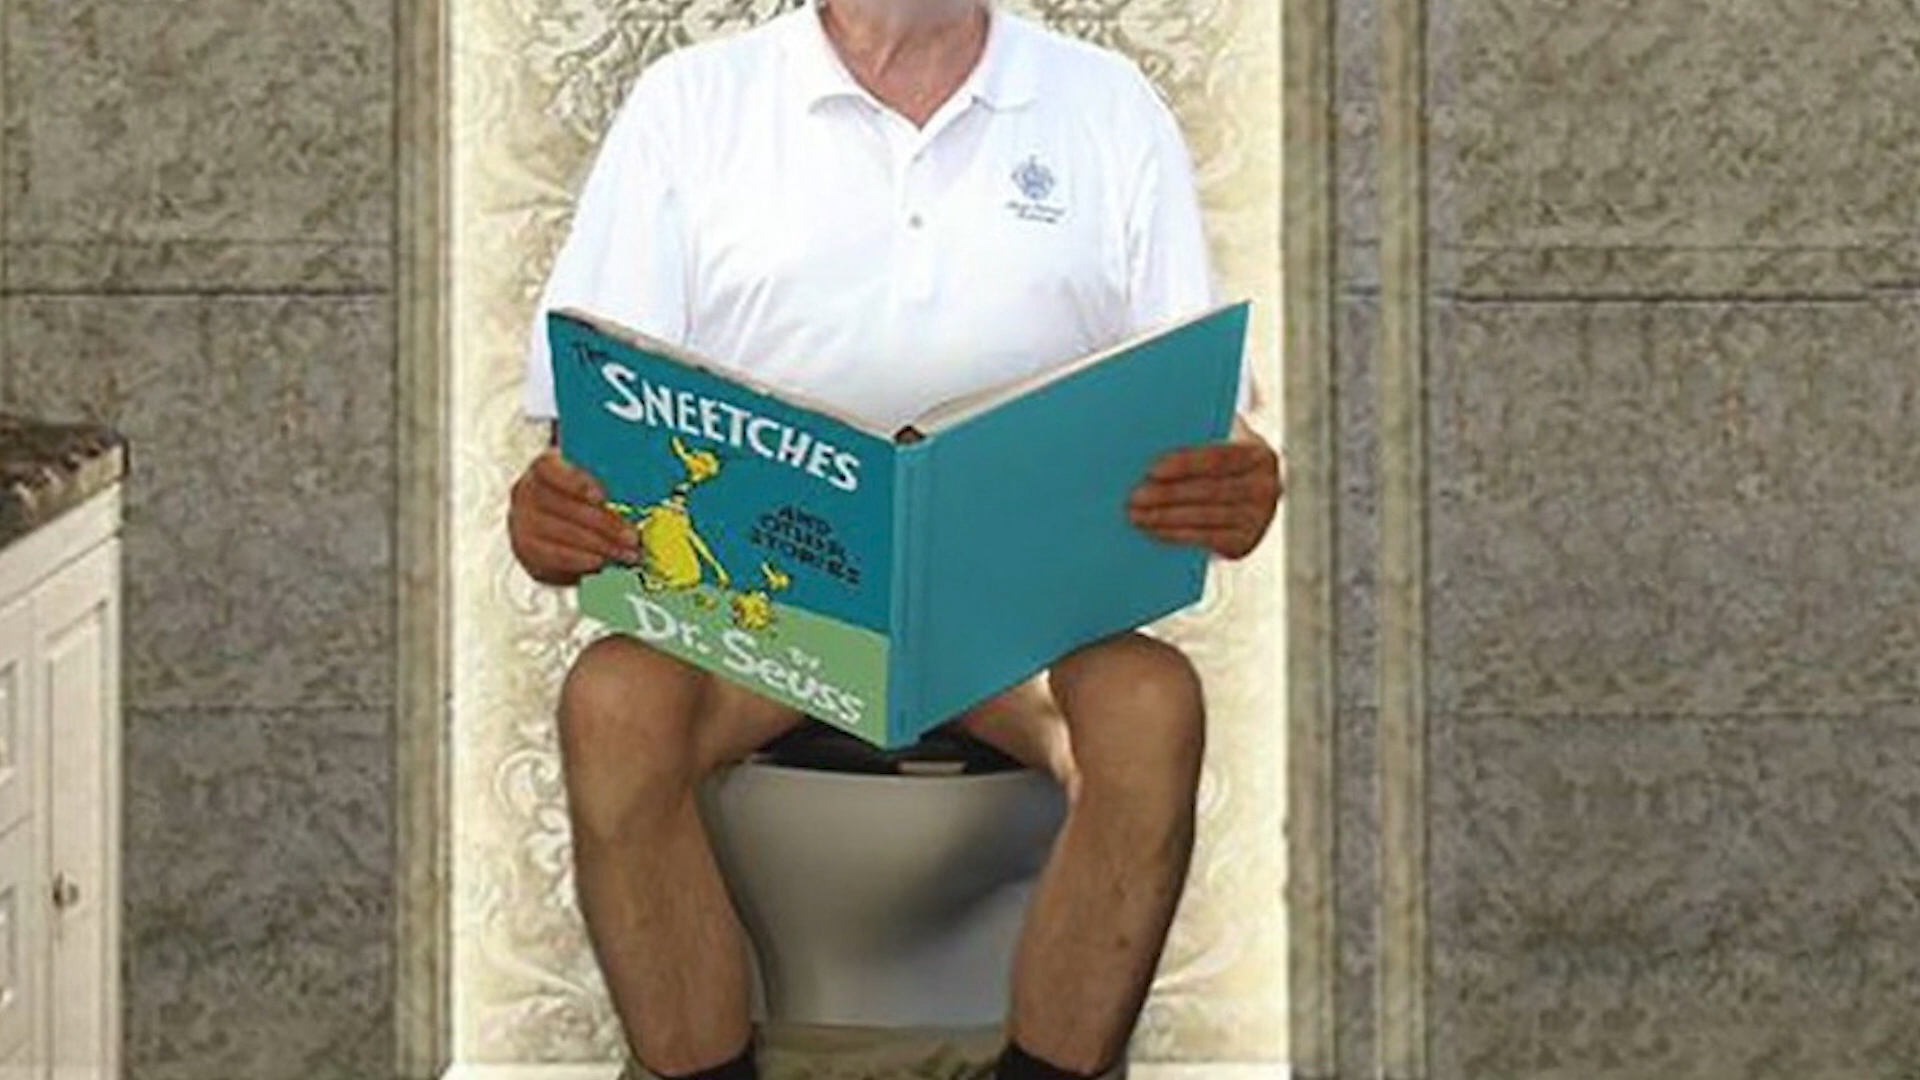 The
SNEETCHES
AND
OTHER
STORIES
BY
Dr. Seuss